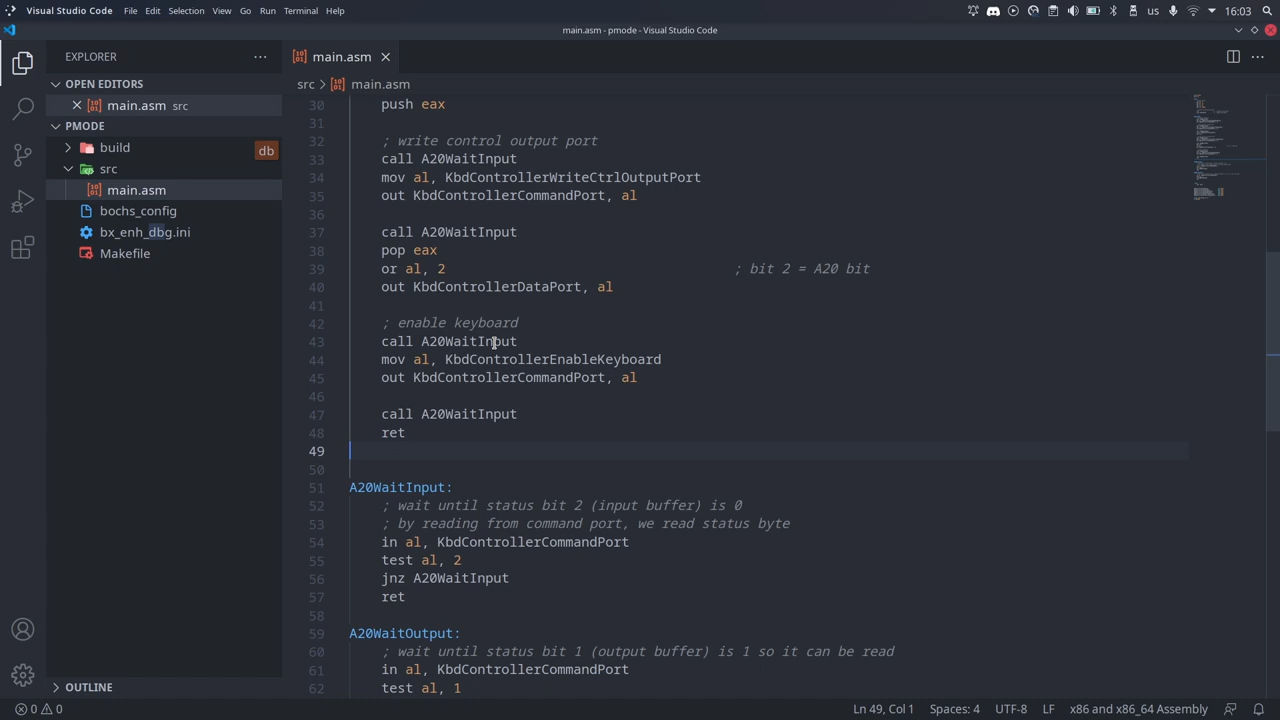 Visual Studio Code File Edit Selection View Go Run Terminal Help us 16:03
main.asm - pmode - Visual Studio Code
EXPLORER
OPEN EDITORS
main.asm src
PMODE
build db
src
main.asm
bochs_config
bx_enh_dbg.ini
Makefile
OUTLINE
main.asm
src > main.asm
30 push eax
31
32 ; write control output port
33 call A20WaitInput
34 mov al, KbdControllerWriteCtrlOutputPort
35 out KbdControllerCommandPort, al
36
37 call A20WaitInput
38 pop eax
39 or al, 2 ; bit 2 = A20 bit
40 out KbdControllerDataPort, al
41
42 ; enable keyboard
43 call A20WaitInput
44 mov al, KbdControllerEnableKeyboard
45 out KbdControllerCommandPort, al
46
47 call A20WaitInput
48 ret
49
50
51 A20WaitInput:
52 ; wait until status bit 2 (input buffer) is 0
53 ; by reading from command port, we read status byte
54 in al, KbdControllerCommandPort
55 test al, 2
56 jnz A20WaitInput
57 ret
58
59 A20WaitOutput:
60 ; wait until status bit 1 (output buffer) is 1 so it can be read
61 in al, KbdControllerCommandPort
62 test al, 1
0 0 Ln 49, Col 1 Spaces: 4 UTF-8 LF x86 and x86_64 Assembly